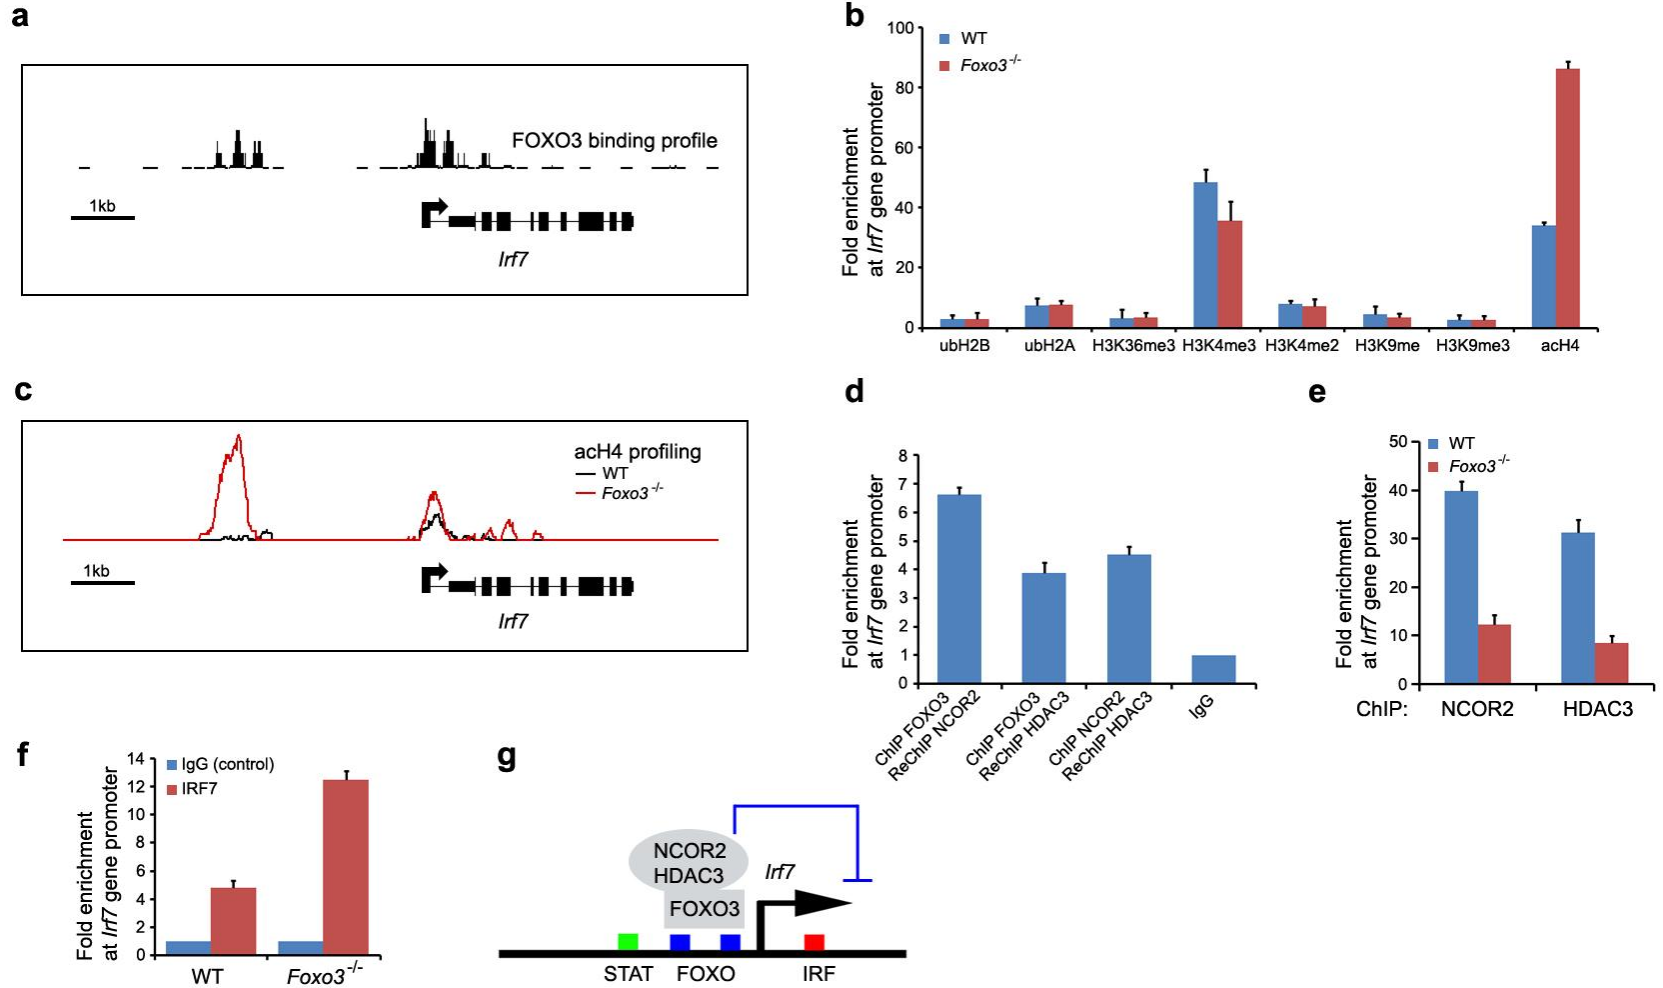 a
FOXO3 binding profile
1kb
Irf7
b
Fold enrichment
at Irf7 gene promoter
100
80
60
40
20
0
WT
Foxo3-/-
ubH2B ubH2A H3K36me3 H3K4me3 H3K4me2 H3K9me H3K9me3 acH4
c
acH4 profiling
WT
Foxo3-/-
1kb
Irf7
d
Fold enrichment
at Irf7 gene promoter
8
7
6
5
4
3
2
1
0
ChIP FOXO3
ReChIP NCOR2
ChIP FOXO3
ReChIP HDAC3
ChIP NCOR2
ReChIP HDAC3
IgG
e
Fold enrichment
at Irf7 gene promoter
50
40
30
20
10
0
WT
Foxo3-/-
ChIP: NCOR2 HDAC3
f
Fold enrichment
at Irf7 gene promoter
14
12
10
8
6
4
2
0
IgG (control)
IRF7
WT Foxo3-/-
g
NCOR2
HDAC3
FOXO3
Irf7
STAT FOXO IRF